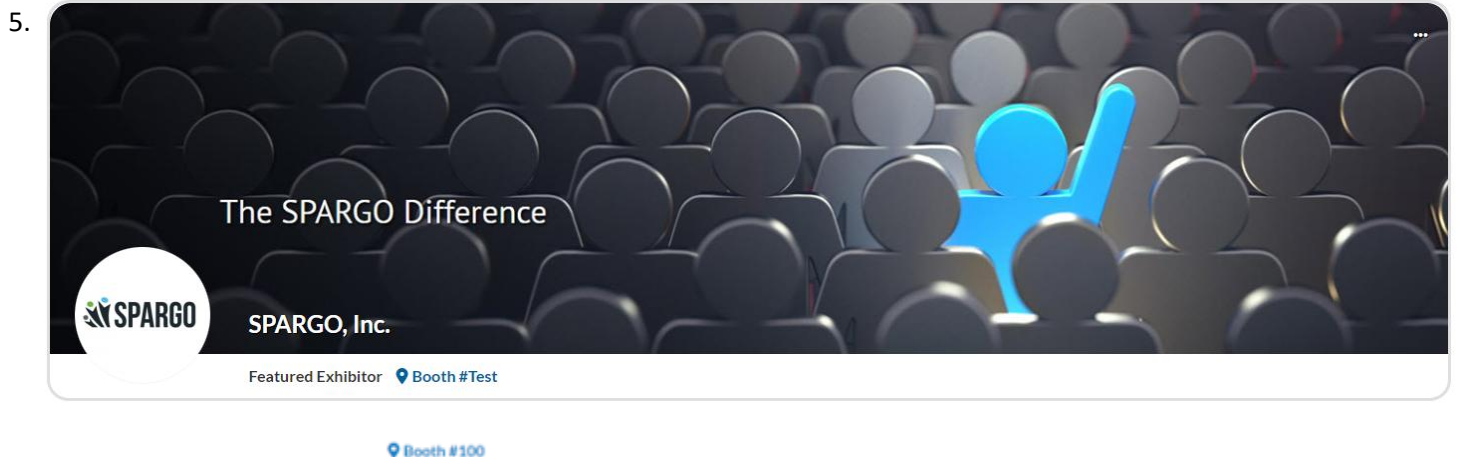 5.
The SPARGO Difference
SPARGO
SPARGO, Inc.
Featured Exhibitor Booth #Test
Booth #100